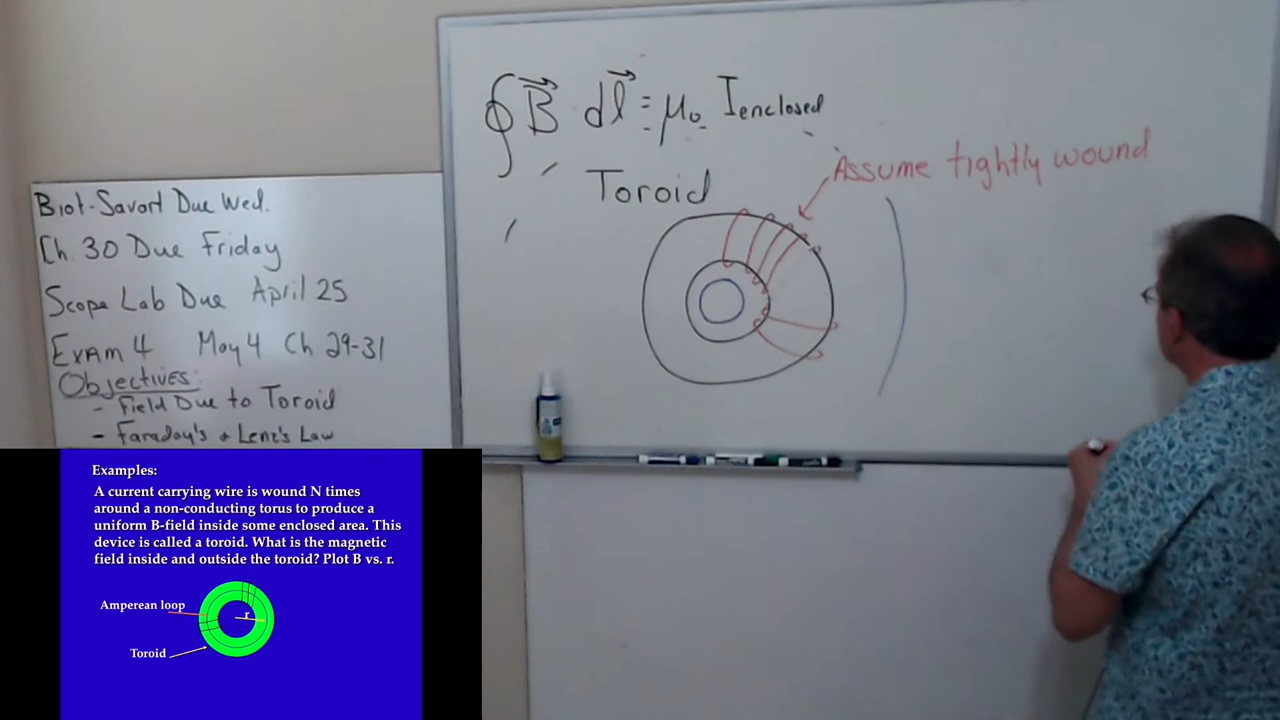 ∮ B⃗ dl⃗ = μ₀ Ienclosed
Assume tightly wound
Toroid
Biot-Savart Due Wed.
Ch. 30 Due Friday
Scope Lab Due April 25
Exam 4 May 4 Ch 29-31
Objectives:
- Field Due to Toroid
- Faraday's + Lenz's Law
Examples:
A current carrying wire is wound N times
around a non-conducting torus to produce a
uniform B-field inside some enclosed area. This
device is called a toroid. What is the magnetic
field inside and outside the toroid? Plot B vs. r.
Amperean loop
r
Toroid